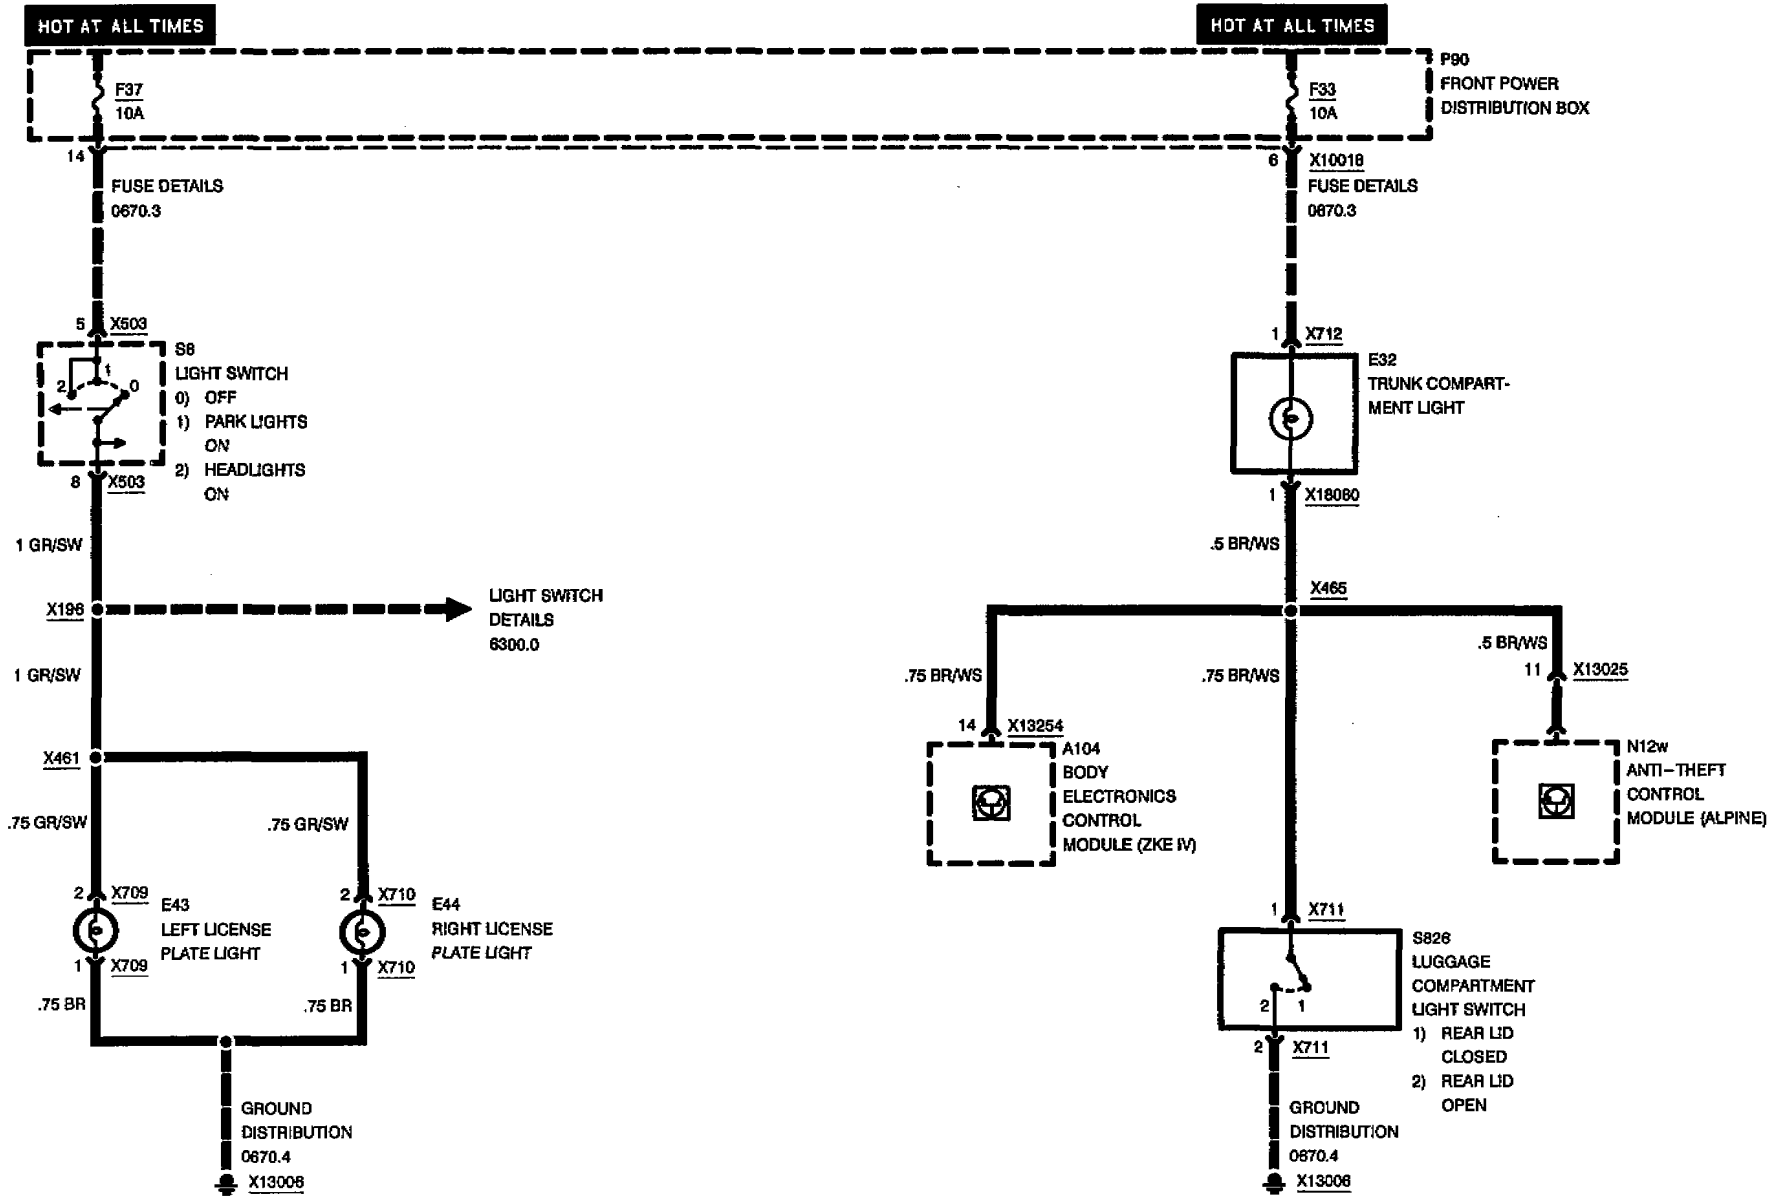 HOT AT ALL TIMES
HOT AT ALL TIMES
F37
10A
F33
10A
P90
FRONT POWER
DISTRIBUTION BOX
14
6
X10018
FUSE DETAILS
0670.3
FUSE DETAILS
0670.3
5
X503
S8
LIGHT SWITCH
0) OFF
1) PARK LIGHTS
ON
2) HEADLIGHTS
ON
1
2
0
8
X503
1
X712
E32
TRUNK COMPART-
MENT LIGHT
1
X18080
1 GR/SW
.5 BR/WS
X196
LIGHT SWITCH
DETAILS
6300.0
X465
1 GR/SW
.75 BR/WS
.75 BR/WS
.5 BR/WS
11
X13025
14
X13254
A104
BODY
ELECTRONICS
CONTROL
MODULE (ZKE IV)
N12w
ANTI-THEFT
CONTROL
MODULE (ALPINE)
X461
.75 GR/SW
.75 GR/SW
2
X709
E43
LEFT LICENSE
PLATE LIGHT
1
X709
2
X710
E44
RIGHT LICENSE
PLATE LIGHT
1
X710
.75 BR
.75 BR
1
X711
S826
LUGGAGE
COMPARTMENT
LIGHT SWITCH
1) REAR LID
CLOSED
2) REAR LID
OPEN
2
1
2
X711
GROUND
DISTRIBUTION
0670.4
X13006
GROUND
DISTRIBUTION
0670.4
X13006